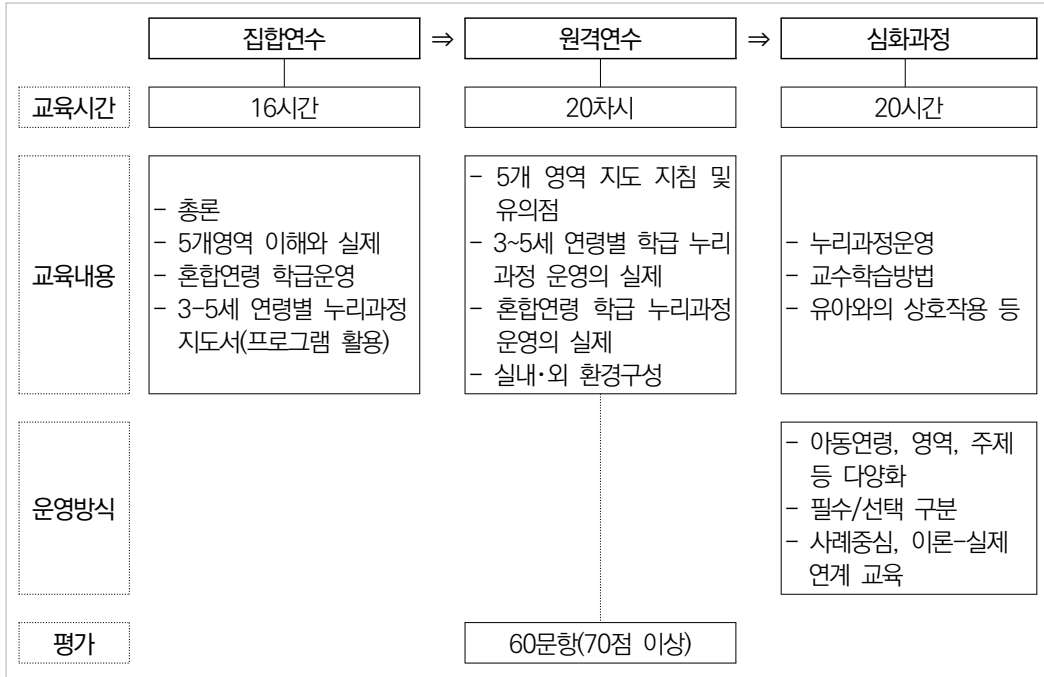 집합연수 ⇒ 원격연수 ⇒ 심화과정
교육시간 16시간 20차시 20시간
교육내용
- 총론
- 5개영역 이해와 실제
- 혼합연령 학급운영
- 3-5세 연령별 누리과정
지도서(프로그램 활용)
- 5개 영역 지도 지침 및
유의점
- 3~5세 연령별 학급 누리
과정 운영의 실제
- 혼합연령 학급 누리과정
운영의 실제
- 실내·외 환경구성
- 누리과정운영
- 교수학습방법
- 유아와의 상호작용 등
운영방식
- 아동연령, 영역, 주제
등 다양화
- 필수/선택 구분
- 사례중심, 이론-실제
연계 교육
평가 60문항(70점 이상)